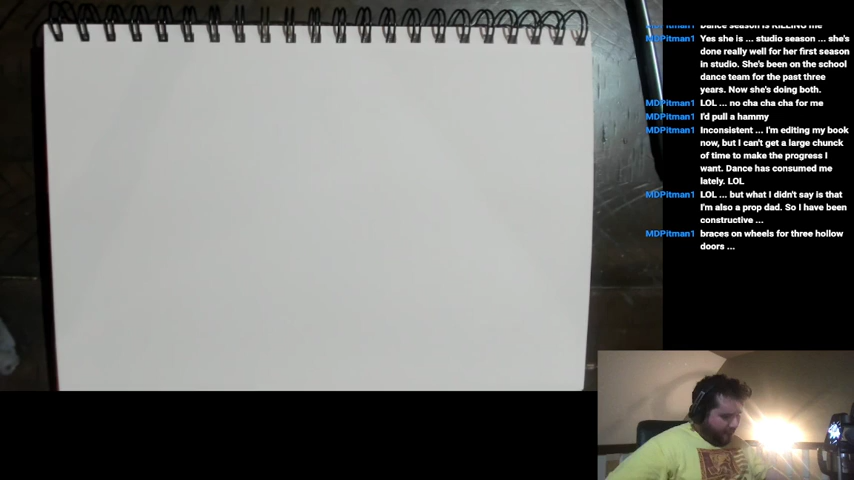 MDPitman1 Dance season is KILLING me
MDPitman1 Yes she is ... studio season ... she's
done really well for her first season
in studio. She's been on the school
dance team for the past three
years. Now she's doing both.
MDPitman1 LOL ... no cha cha cha for me
MDPitman1 I'd pull a hammy
MDPitman1 Inconsistent ... I'm editing my book
now, but I can't get a large chunck
of time to make the progress I
want. Dance has consumed me
lately. LOL
MDPitman1 LOL ... but what I didn't say is that
I'm also a prop dad. So I have been
constructive ...
MDPitman1 braces on wheels for three hollow
doors ...